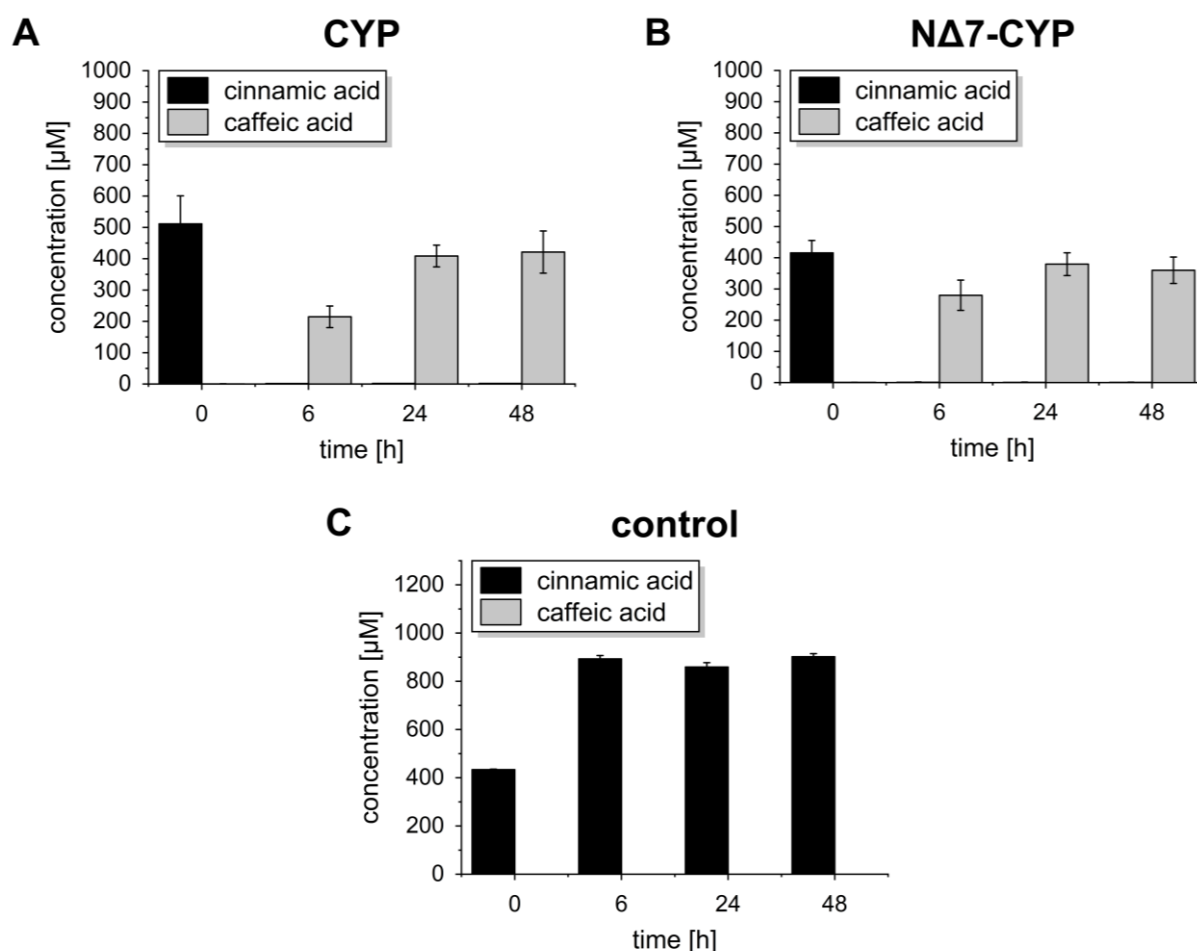 A
CYP
1000
900
800
700
600
500
400
300
200
100
0
concentration [µM]
cinnamic acid
caffeic acid
0 6 24 48
time [h]
B
NΔ7-CYP
1000
900
800
700
600
500
400
300
200
100
0
concentration [µM]
cinnamic acid
caffeic acid
0 6 24 48
time [h]
C
control
1200
1000
800
600
400
200
0
concentration [µM]
cinnamic acid
caffeic acid
0 6 24 48
time [h]